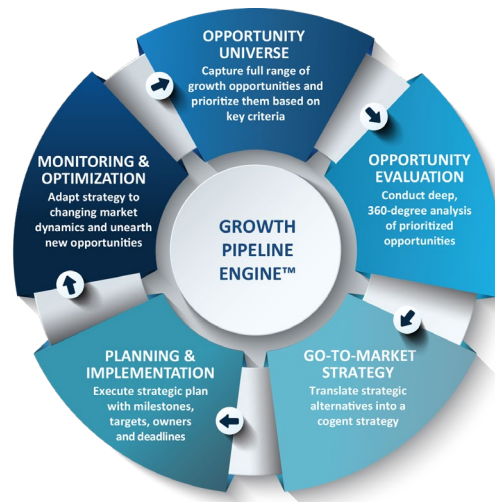 OPPORTUNITY
UNIVERSE
Capture full range of
growth opportunities and
prioritize them based on
key criteria
OPPORTUNITY
EVALUATION
Conduct deep,
360-degree analysis
of prioritized
opportunities
GO-TO-MARKET
STRATEGY
Translate strategic
alternatives into a
cogent strategy
PLANNING &
IMPLEMENTATION
Execute strategic plan
with milestones,
targets, owners
and deadlines
MONITORING &
OPTIMIZATION
Adapt strategy to
changing market
dynamics and unearth
new opportunities
GROWTH
PIPELINE
ENGINE™